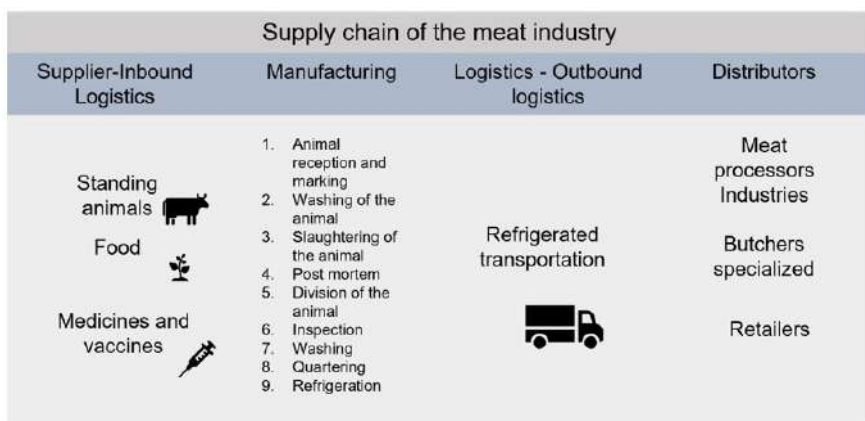 Supply chain of the meat industry
Supplier-Inbound
Logistics
Manufacturing
Logistics - Outbound
logistics
Distributors
Standing
animals
Food
Medicines and
vaccines
1. Animal
reception and
marking
2. Washing of the
animal
3. Slaughtering of
the animal
4. Post mortem
5. Division of the
animal
6. Inspection
7. Washing
8. Quartering
9. Refrigeration
Refrigerated
transportation
Meat
processors
Industries
Butchers
specialized
Retailers